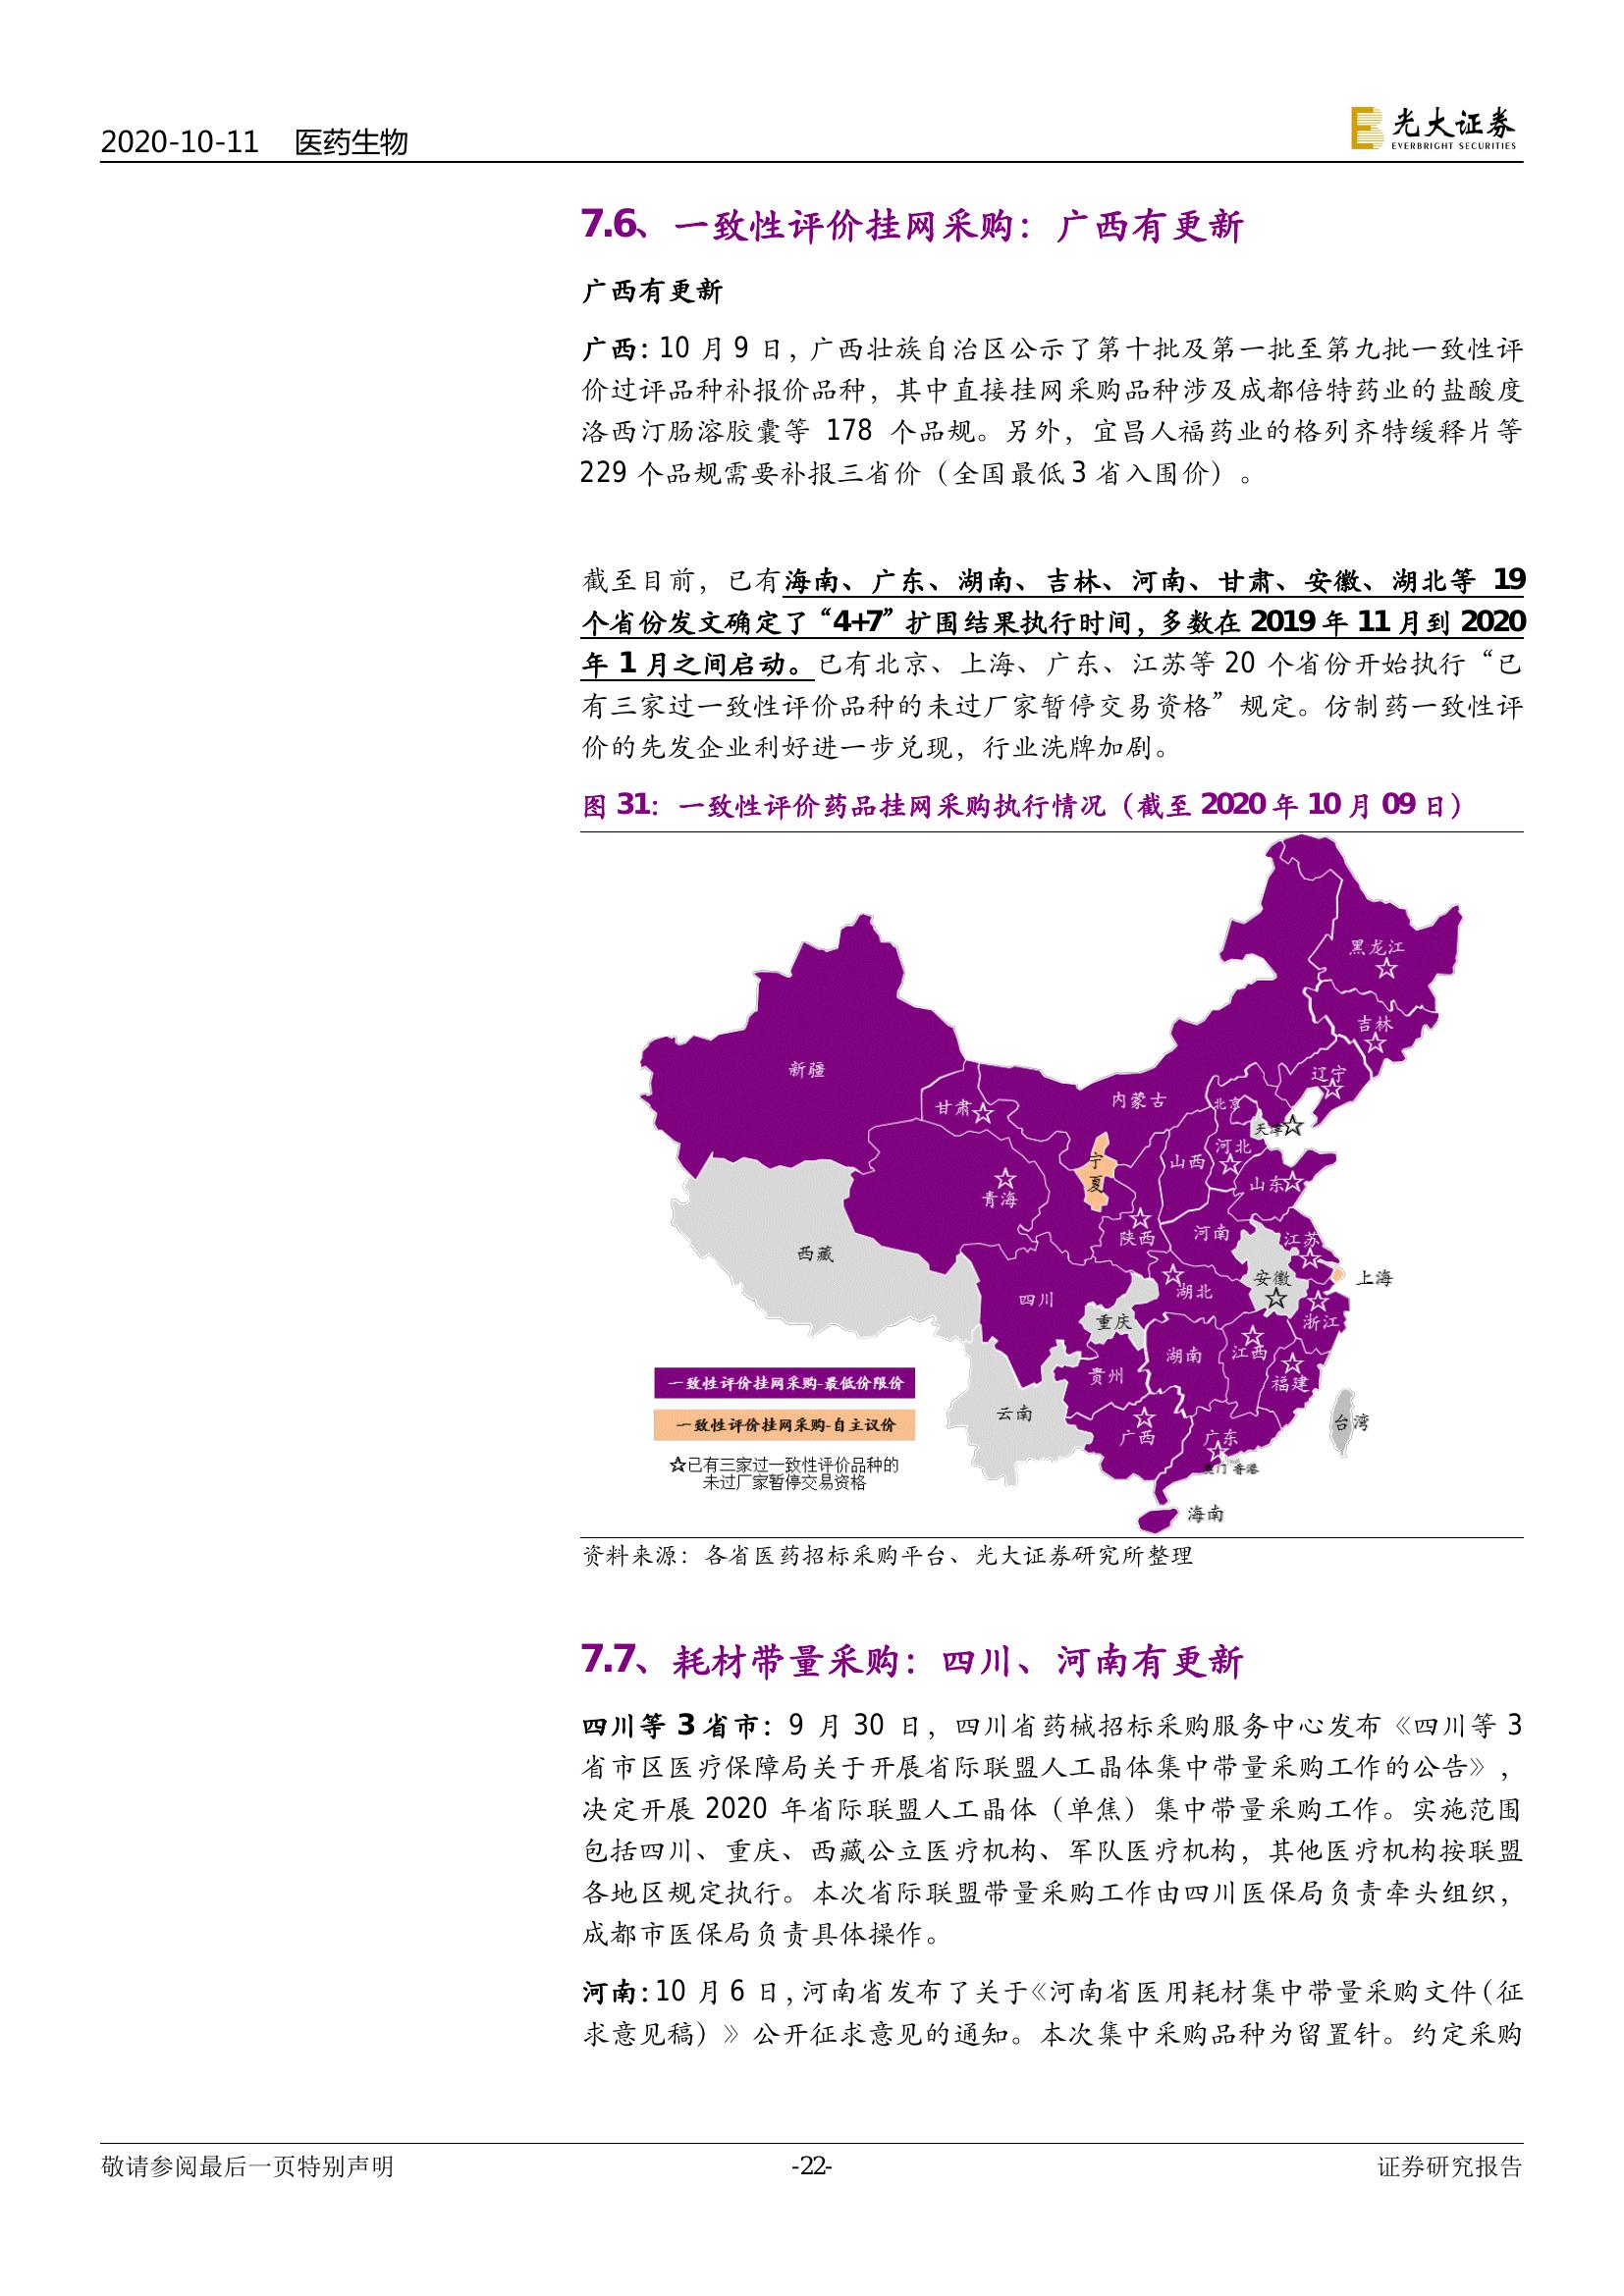 2020-10-11 医药生物
光大证券
EVERBRIGHT SECURITIES
7.6、一致性评价挂网采购：广西有更新
广西有更新
广西：10 月 9 日，广西壮族自治区公示了第十批及第一批至第九批一致性评
价过评品种补报价品种，其中直接挂网采购品种涉及成都倍特药业的盐酸度
洛西汀肠溶胶囊等 178 个品规。另外，宜昌人福药业的格列齐特缓释片等
229 个品规需要补报三省价（全国最低 3 省入围价）。
截至目前，已有海南、广东、湖南、吉林、河南、甘肃、安徽、湖北等 19
个省份发文确定了“4+7”扩围结果执行时间，多数在 2019 年 11 月到 2020
年 1 月之间启动。已有北京、上海、广东、江苏等 20 个省份开始执行“已
有三家过一致性评价品种的未过厂家暂停交易资格”规定。仿制药一致性评
价的先发企业利好进一步兑现，行业洗牌加剧。
图 31：一致性评价药品挂网采购执行情况（截至 2020 年 10 月 09 日）
黑龙江
吉林
辽宁
新疆
甘肃
内蒙古
北京
天津
河北
宁夏
山西
山东
青海
陕西
河南
江苏
西藏
安徽
上海
四川
湖北
重庆
浙江
湖南
江西
贵州
福建
云南
广西
广东
台湾
澳门 香港
海南
一致性评价挂网采购-最低价限价
一致性评价挂网采购-自主议价
☆已有三家过一致性评价品种的
未过厂家暂停交易资格
资料来源：各省医药招标采购平台、光大证券研究所整理
7.7、耗材带量采购：四川、河南有更新
四川等 3 省市：9 月 30 日，四川省药械招标采购服务中心发布《四川等 3
省市区医疗保障局关于开展省际联盟人工晶体集中带量采购工作的公告》，
决定开展 2020 年省际联盟人工晶体（单焦）集中带量采购工作。实施范围
包括四川、重庆、西藏公立医疗机构、军队医疗机构，其他医疗机构按联盟
各地区规定执行。本次省际联盟带量采购工作由四川医保局负责牵头组织，
成都市医保局负责具体操作。
河南：10 月 6 日，河南省发布了关于《河南省医用耗材集中带量采购文件（征
求意见稿）》公开征求意见的通知。本次集中采购品种为留置针。约定采购
敬请参阅最后一页特别声明
-22-
证券研究报告